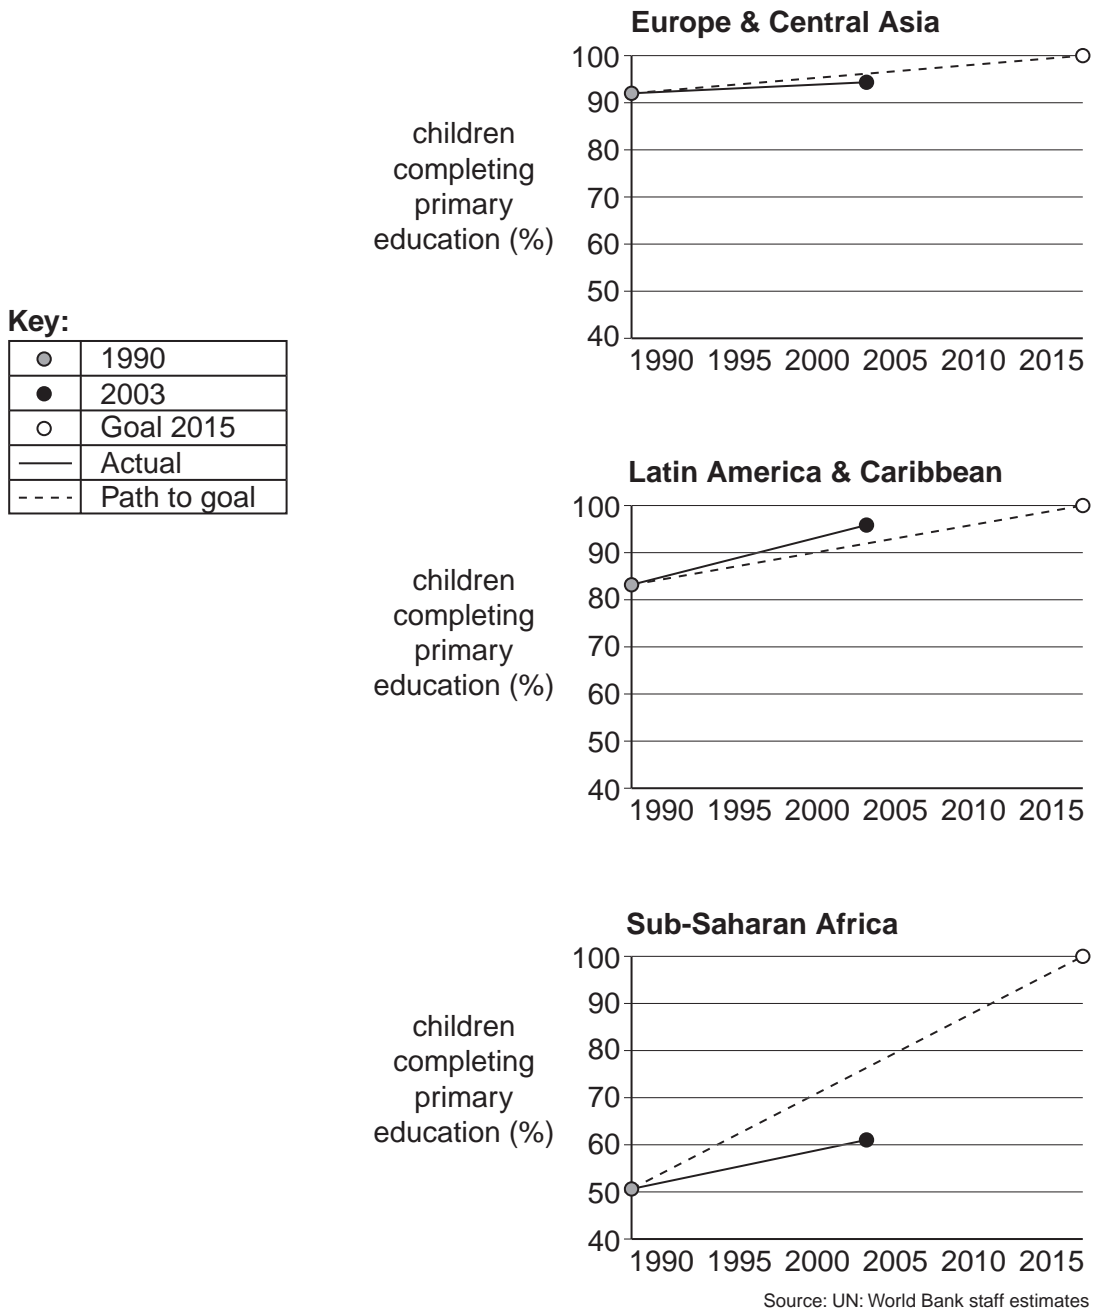 Europe & Central Asia
100
90
80
70
60
50
40
children
completing
primary
education (%)
1990 1995 2000 2005 2010 2015
Key:
1990
2003
Goal 2015
Actual
Path to goal
Latin America & Caribbean
100
90
80
70
60
50
40
children
completing
primary
education (%)
1990 1995 2000 2005 2010 2015
Sub-Saharan Africa
100
90
80
70
60
50
40
children
completing
primary
education (%)
1990 1995 2000 2005 2010 2015
Source: UN: World Bank staff estimates